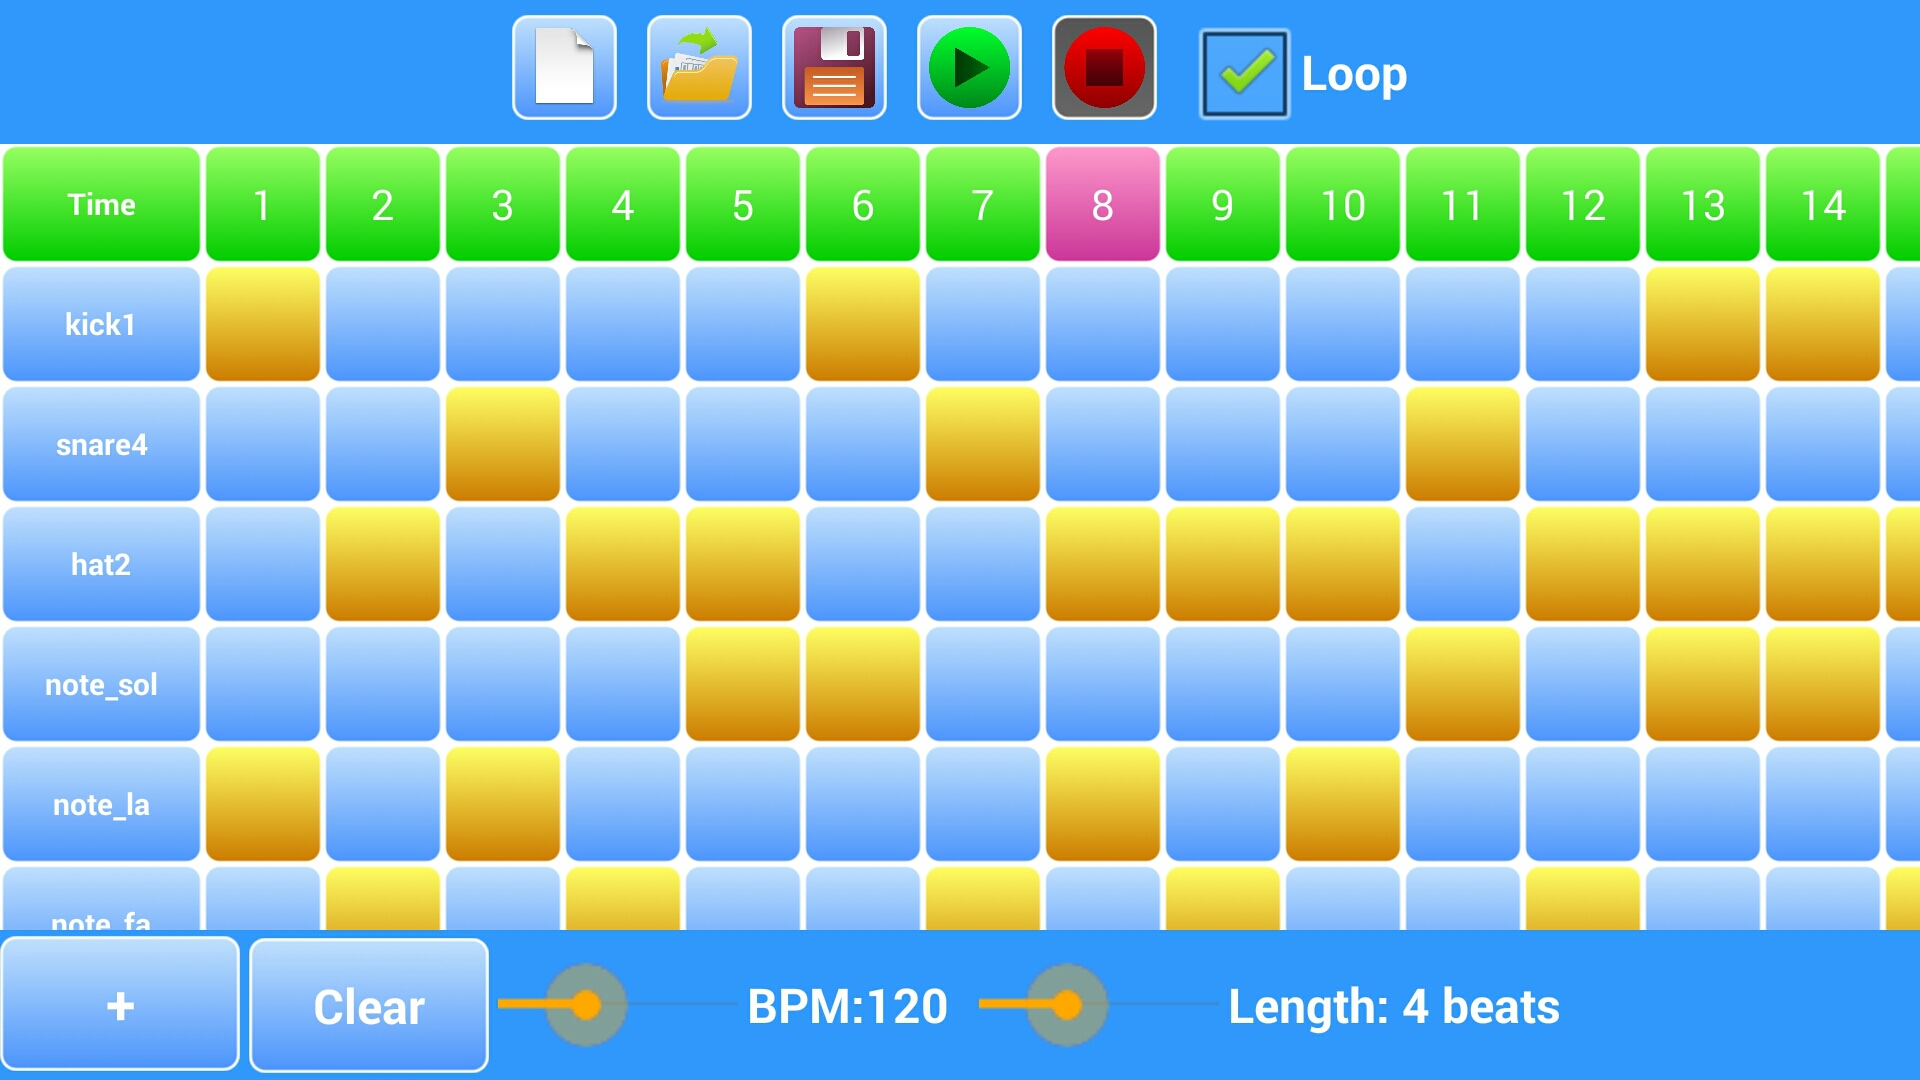 Loop
Time 1 2 3 4 5 6 7 8 9 10 11 12 13 14
kick1
snare4
hat2
note_sol
note_la
note_fa
+ Clear BPM:120 Length: 4 beats